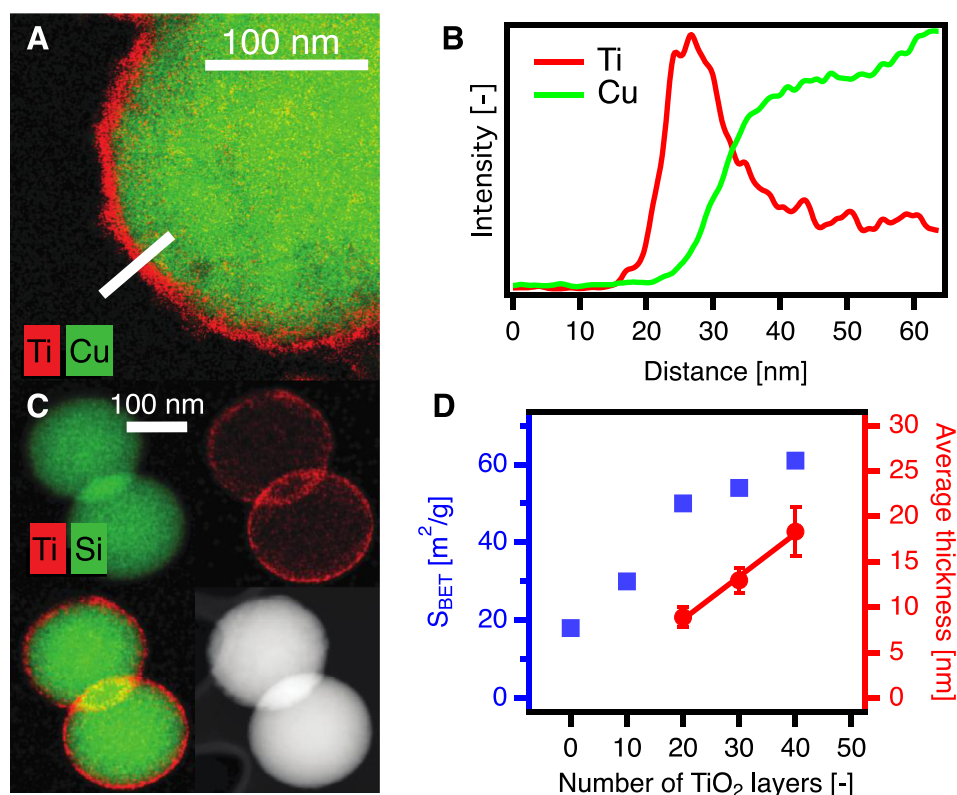 A
100 nm
Ti Cu
B
Ti
Cu
Intensity [-]
0 10 20 30 40 50 60
Distance [nm]
C
100 nm
Ti Si
D
S_BET [m²/g]
60
40
20
0
30
25
20
15
10
5
0
Average thickness [nm]
0 10 20 30 40 50
Number of TiO₂ layers [-]